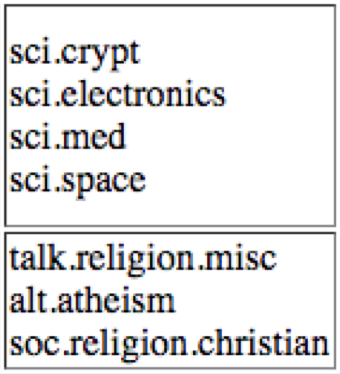 sci.crypt
sci.electronics
sci.med
sci.space
talk.religion.misc
alt.atheism
soc.religion.christian